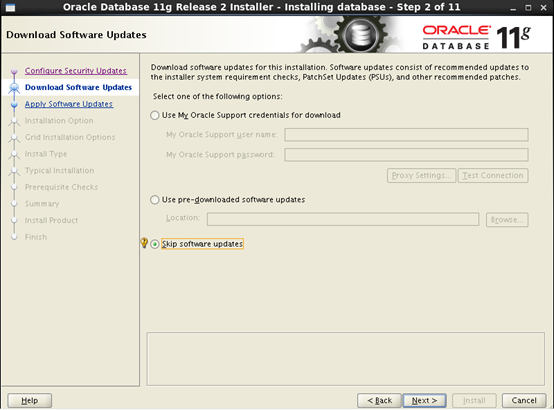 Oracle Database 11g Release 2 Installer - Installing database - Step 2 of 11
Download Software Updates
ORACLE
DATABASE 11g
Configure Security Updates
Download Software Updates
Apply Software Updates
Installation Option
Grid Installation Options
Install Type
Typical Installation
Prerequisite Checks
Summary
Install Product
Finish
Download software updates for this installation. Software updates consist of recommended updates to
the installer system requirement checks, PatchSet Updates (PSUs), and other recommended patches.
Select one of the following options:
Use My Oracle Support credentials for download
My Oracle Support user name:
My Oracle Support password:
Proxy Settings... Test Connection
Use pre-downloaded software updates
Location: Browse...
Skip software updates
Help < Back Next > Install Cancel